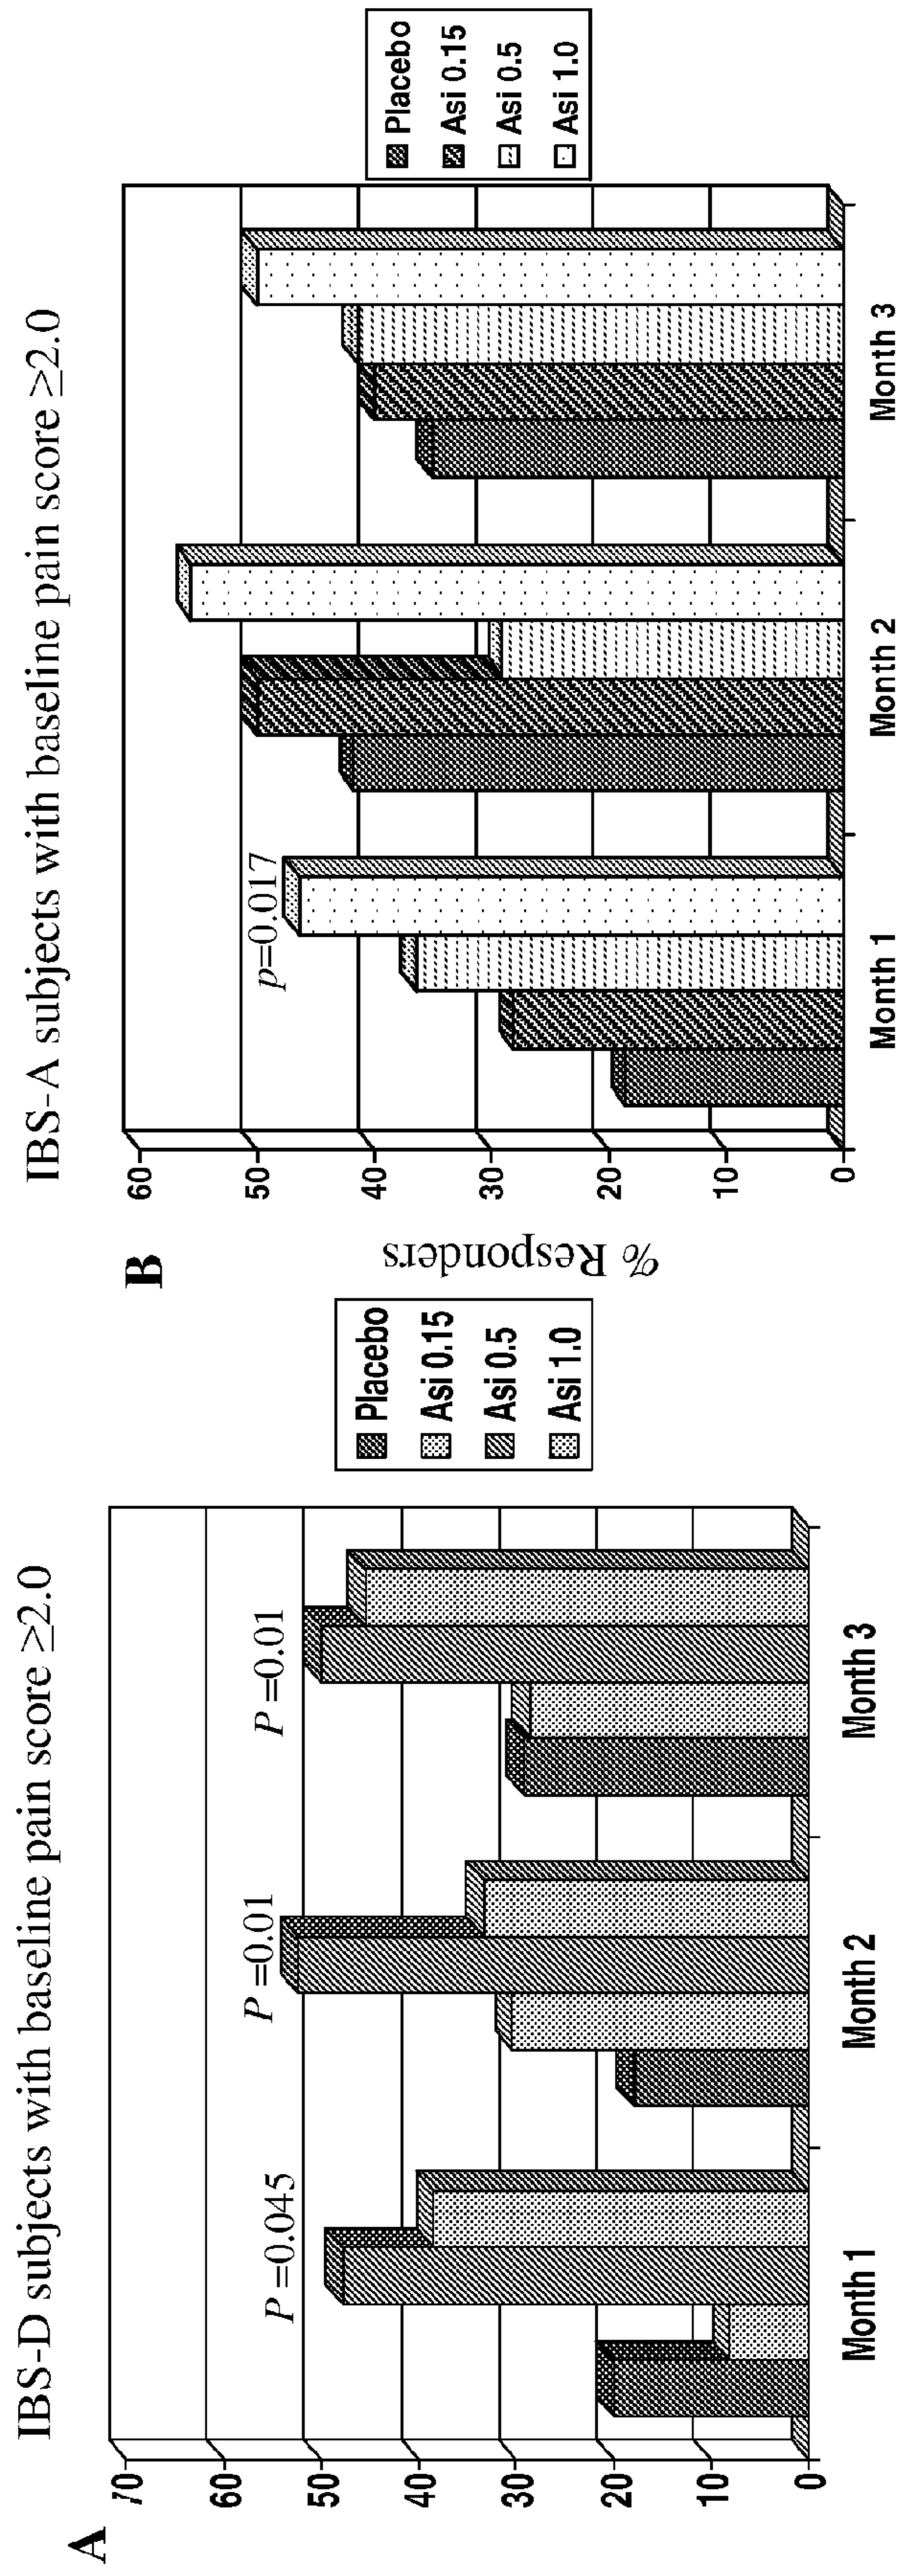 A
IBS-D subjects with baseline pain score ≥2.0
P =0.045
P =0.01
P =0.01
70
60
50
40
30
20
10
0
Month 1
Month 2
Month 3
Placebo
Asi 0.15
Asi 0.5
Asi 1.0
B
IBS-A subjects with baseline pain score ≥2.0
% Responders
p=0.017
60
50
40
30
20
10
0
Month 1
Month 2
Month 3
Placebo
Asi 0.15
Asi 0.5
Asi 1.0